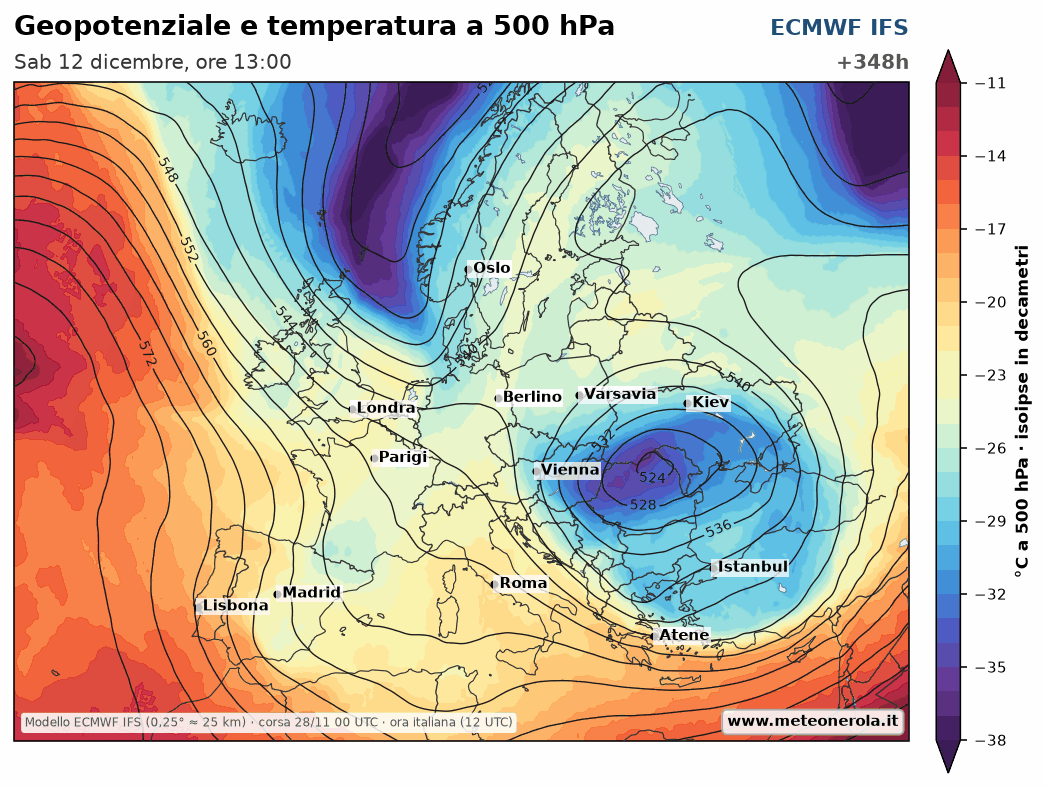 Geopotenziale e temperatura a 500 hPa
ECMWF IFS
Sab 12 dicembre, ore 13:00
+348h
548
552
544
560
572
540
532
524
528
536
Oslo
Londra
Berlino
Varsavia
Kiev
Parigi
Vienna
Istanbul
Roma
Madrid
Lisbona
Atene
−11
−14
−17
−20
−23
−26
−29
−32
−35
−38
°C a 500 hPa · isoipse in decametri
Modello ECMWF IFS (0,25° ≈ 25 km) · corsa 28/11 00 UTC · ora italiana (12 UTC)
www.meteonerola.it